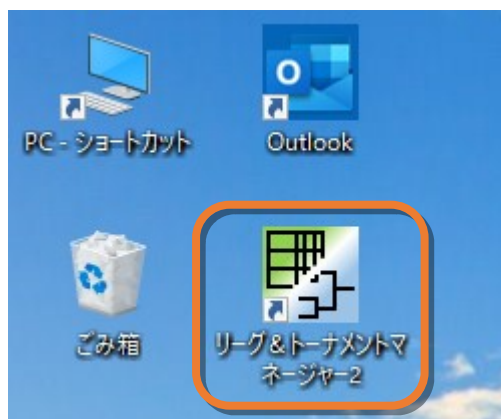 PC - ショートカット
Outlook
ごみ箱
リーグ&トーナメントマ
ネージャー2